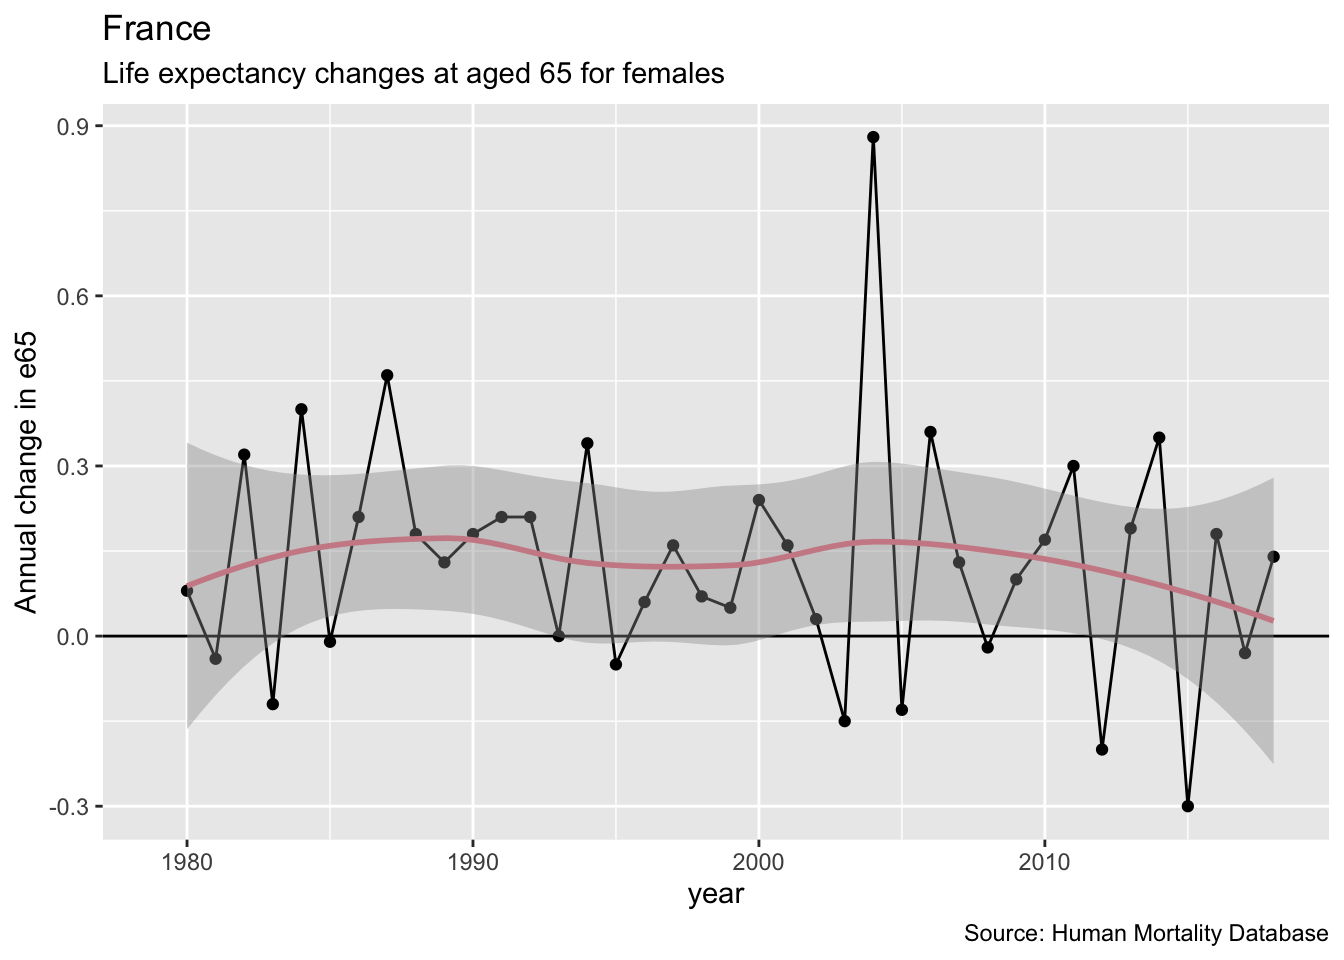 France
Life expectancy changes at aged 65 for females
Annual change in e65
0.9
0.6
0.3
0.0
-0.3
1980 1990 2000 2010
year
Source: Human Mortality Database